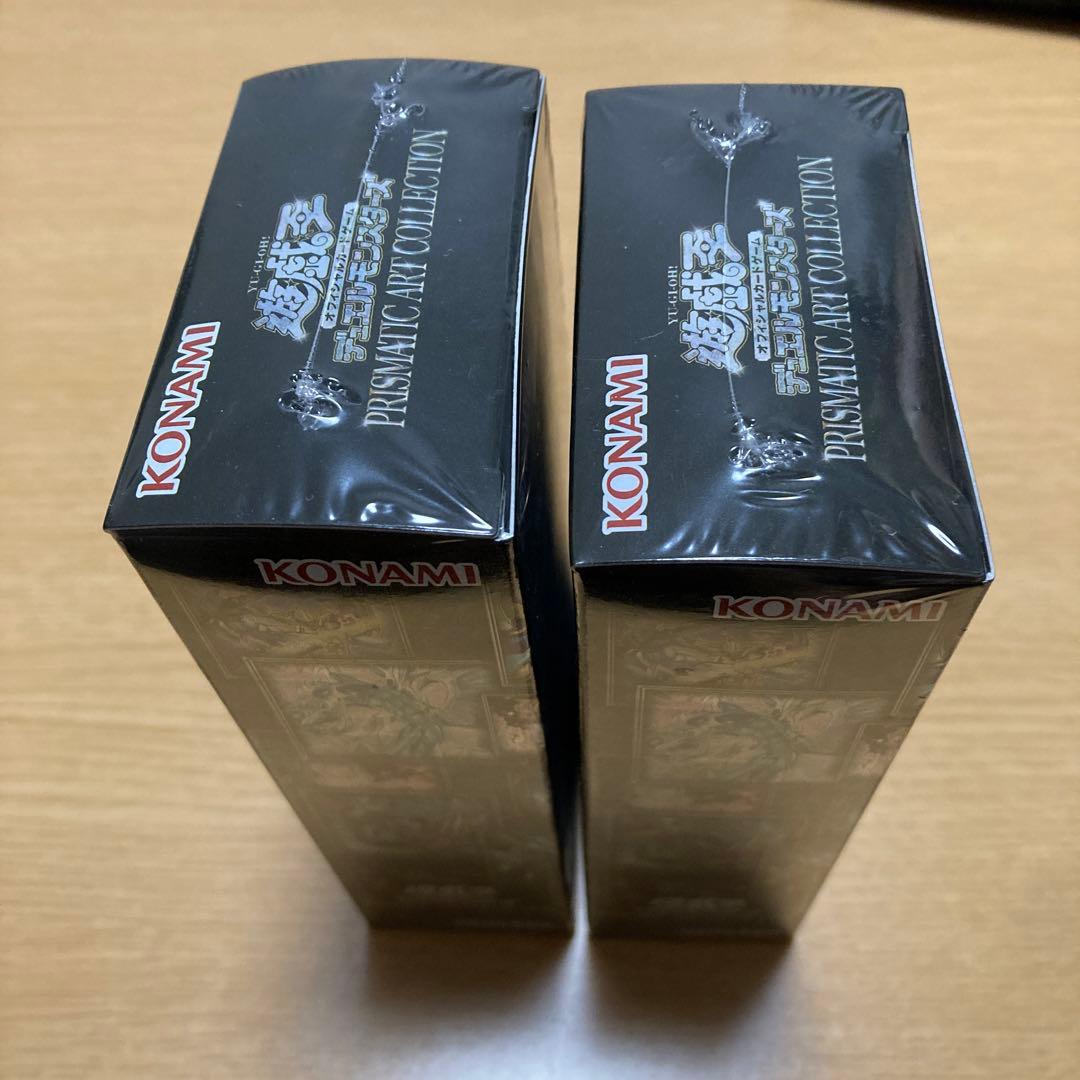 KONAMI
YU-GI-OH!
遊戯王
オフィシャルカードゲーム
デュエルモンスターズ
PRISMATIC ART COLLECTION
KONAMI
KONAMI
YU-GI-OH!
遊戯王
オフィシャルカードゲーム
デュエルモンスターズ
PRISMATIC ART COLLECTION
KONAMI